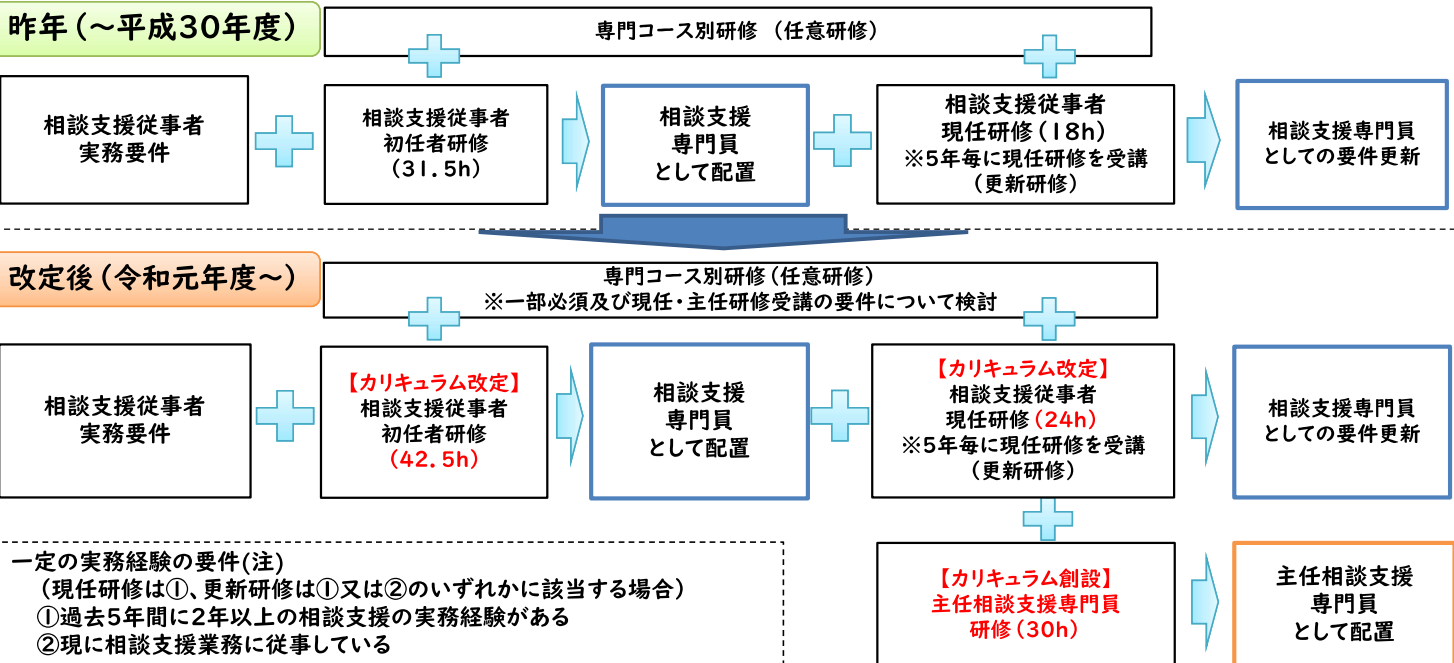 昨年（～平成30年度）
専門コース別研修 （任意研修）
相談支援従事者
実務要件
相談支援従事者
初任者研修
（31．5h）
相談支援
専門員
として配置
相談支援従事者
現任研修（18h）
※5年毎に現任研修を受講
（更新研修）
相談支援専門員
としての要件更新
改定後（令和元年度～）
専門コース別研修（任意研修）
※一部必須及び現任・主任研修受講の要件について検討
相談支援従事者
実務要件
【カリキュラム改定】
相談支援従事者
初任者研修
（42．5h）
相談支援
専門員
として配置
【カリキュラム改定】
相談支援従事者
現任研修（24h）
※5年毎に現任研修を受講
（更新研修）
相談支援専門員
としての要件更新
一定の実務経験の要件(注)
（現任研修は①、更新研修は①又は②のいずれかに該当する場合）
①過去5年間に2年以上の相談支援の実務経験がある
②現に相談支援業務に従事している
【カリキュラム創設】
主任相談支援専門員
研修（30h）
主任相談支援
専門員
として配置